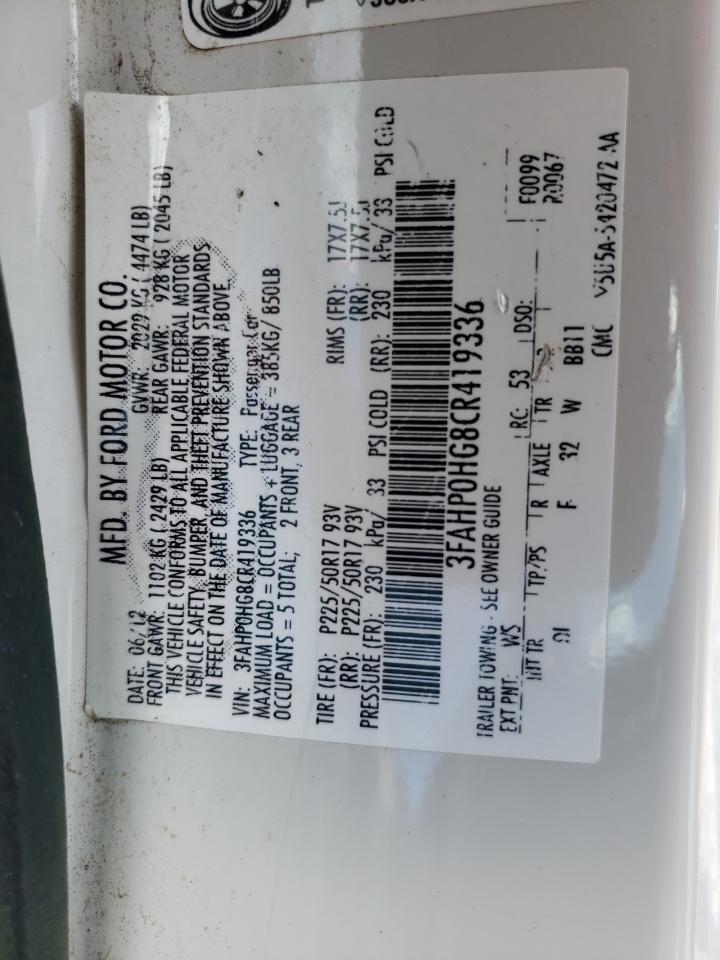 MFD. BY FORD MOTOR CO.
DATE: 06/12 GVWR: 2029 KG ( 4474 LB)
FRONT GAWR: 1102 KG ( 2429 LB) REAR GAWR: 928 KG ( 2045 LB)
THIS VEHICLE CONFORMS TO ALL APPLICABLE FEDERAL MOTOR
VEHICLE SAFETY, BUMPER, AND THEFT PREVENTION STANDARDS
IN EFFECT ON THE DATE OF MANUFACTURE SHOWN ABOVE.
VIN: 3FAHP0HG8CR419336 TYPE: Passenger Car
MAXIMUM LOAD = OCCUPANTS + LUGGAGE = 385KG/ 850LB
OCCUPANTS = 5 TOTAL; 2 FRONT, 3 REAR
TIRE (FR): P225/50R17 93V RIMS (FR): 17X7.5J
(RR): P225/50R17 93V (RR): 17X7.5J
PRESSURE (FR): 230 kPa/ 33 PSI COLD (RR): 230 kPa/ 33 PSI COLD
3FAHP0HG8CR419336
TRAILER TOWING - SEE OWNER GUIDE
EXT PNT: WS RC: 53 DSO: F0099
INT TR TP/PS R AXLE TR R0067
F 32 W BB11
CMC